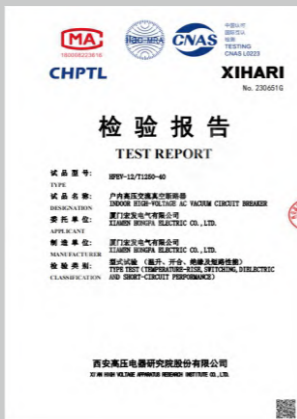 MA
180008223616
ilac-MRA
CNAS
中国认可
国际互认
检测
TESTING
CNAS L0223
CHPTL
XIHARI
No. 230651G
检验报告
TEST REPORT
试品型号: HPEV-12/T1250-40
TYPE
试品名称: 户内高压交流真空断路器
DESIGNATION INDOOR HIGH-VOLTAGE AC VACUUM CIRCUIT BREAKER
委托单位: 厦门宏发电气有限公司
APPLICANT XIAMEN HONGFA ELECTRIC CO.,LTD.
制造单位: 厦门宏发电气有限公司
MANUFACTURER XIAMEN HONGFA ELECTRIC CO.,LTD.
检验类别: 型式试验 (温升、开合、绝缘及短路性能)
CLASSIFICATION TYPE TEST (TEMPERATURE-RISE, SWITCHING, DIELECTRIC
AND SHORT-CIRCUIT PERFORMANCE)
西安高压电器研究院股份有限公司
XI'AN HIGH VOLTAGE APPARATUS RESEARCH INSTITUTE CO.,LTD.